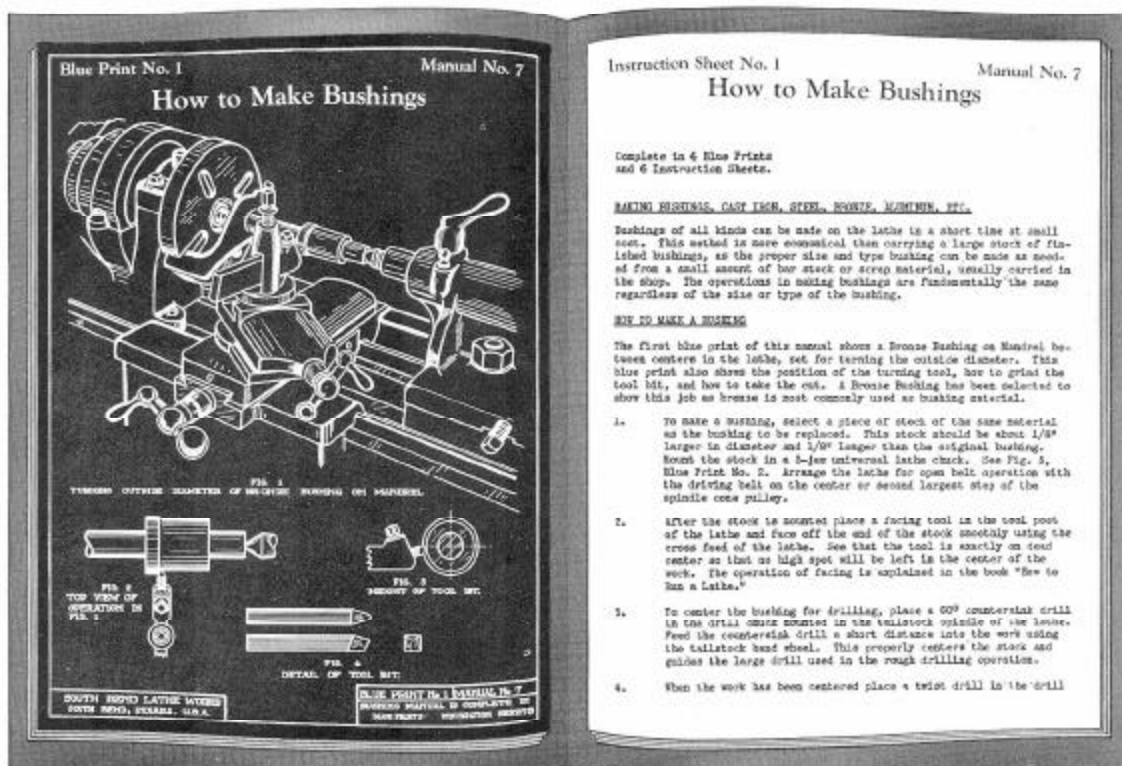 Blue Print No. 1
Manual No. 7
How to Make Bushings
FIG. 1
TURNING OUTSIDE DIAMETER OF BRONZE BUSHING ON MANDREL
FIG. 2
TOP VIEW OF
OPERATION IN
FIG. 1
FIG. 3
HEIGHT OF TOOL BIT
FIG. 4
DETAIL OF TOOL BIT
SOUTH BEND LATHE WORKS
SOUTH BEND, INDIANA, U.S.A.
BLUE PRINT No. 1 MANUAL No. 7
BUSHING MANUAL IS COMPLETE IN
BLUE PRINTS INSTRUCTION SHEETS
Instruction Sheet No. 1
Manual No. 7
How to Make Bushings
Complete in 6 Blue Prints
and 6 Instruction Sheets.
MAKING BUSHINGS, CAST IRON, STEEL, BRONZE, ALUMINUM, ETC.
Bushings of all kinds can be made on the lathe in a short time at small
cost. This method is more economical than carrying a large stock of fin-
ished bushings, as the proper size and type bushing can be made as need-
ed from a small amount of bar stock or scrap material, usually carried in
the shop. The operations in making bushings are fundamentally the same
regardless of the size or type of the bushing.
HOW TO MAKE A BUSHING
The first blue print of this manual shows a Bronze Bushing on Mandrel be-
tween centers in the lathe, set for turning the outside diameter. This
blue print also shows the position of the turning tool, how to grind the
tool bit, and how to take the cut. A Bronze Bushing has been selected to
show this job as bronze is most commonly used as bushing material.
1. To make a bushing, select a piece of stock of the same material
as the bushing to be replaced. This stock should be about 1/8"
larger in diameter and 1/8" longer than the original bushing.
Mount the stock in a 3-jaw universal lathe chuck. See Fig. 5,
Blue Print No. 2. Arrange the lathe for open belt operation with
the driving belt on the center or second largest step of the
spindle cone pulley.
2. After the stock is mounted place a facing tool in the tool post
of the lathe and face off the end of the stock smoothly using the
cross feed of the lathe. See that the tool is exactly on dead
center so that no high spot will be left in the center of the
work. The operation of facing is explained in the book "How to
Run a Lathe."
3. To center the bushing for drilling, place a 60° countersink drill
in the drill chuck mounted in the tailstock spindle of the lathe.
Feed the countersink drill a short distance into the work using
the tailstock hand wheel. This properly centers the stock and
guides the large drill used in the rough drilling operation.
4. When the work has been centered place a twist drill in the drill